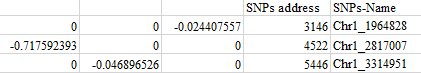 SNPs address SNPs-Name
0 0 -0.024407557 3146 Chr1_1964828
-0.717592393 0 0 4522 Chr1_2817007
0 -0.046896526 0 5446 Chr1_3314951